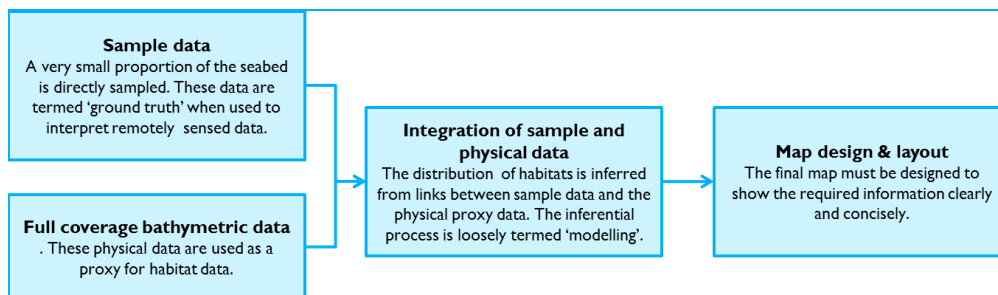 Sample data
A very small proportion of the seabed
is directly sampled. These data are
termed ‘ground truth’ when used to
interpret remotely  sensed data.
Full coverage bathymetric data
. These physical data are used as a
proxy for habitat data.
Integration of sample and
physical data
The distribution  of habitats is inferred
from links between sample data and the
physical proxy data. The inferential
process is loosely termed ‘modelling’.
Map design & layout
The final map must be designed to
show the required information clearly
and concisely.